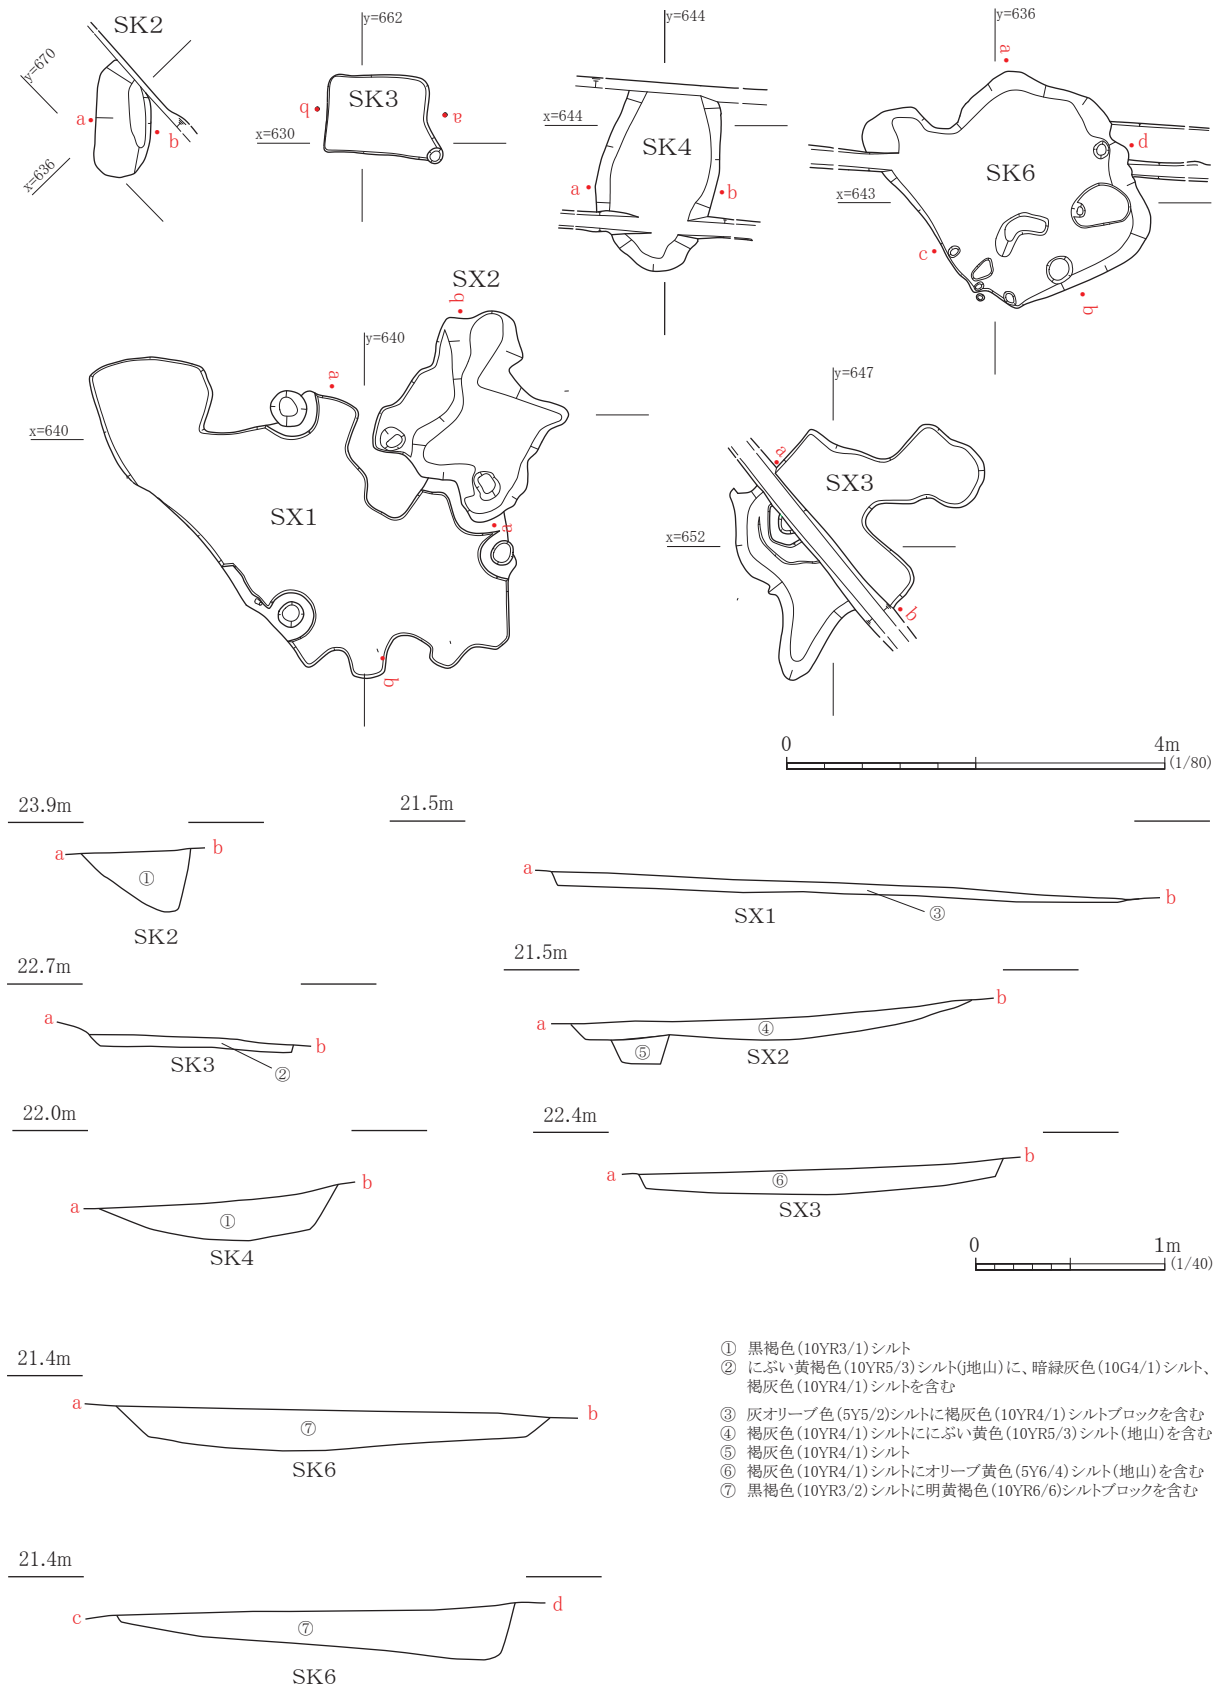 SK2
y=670
a
b
x=636
y=662
SK3
b
a
x=630
y=644
x=644
SK4
a
b
y=636
a
d
SK6
x=643
c
b
SX2
b
y=640
a
x=640
SX1
a
b
y=647
a
SX3
x=652
b
0 4m
(1/80)
23.9m
a b
①
SK2
21.5m
a b
③
SX1
22.7m
a b
②
SK3
21.5m
a b
④
⑤
SX2
22.0m
a b
①
SK4
22.4m
a b
⑥
SX3
0 1m
(1/40)
21.4m
a b
⑦
SK6
21.4m
c d
⑦
SK6
① 黒褐色(10YR3/1)シルト
② にぶい黄褐色(10YR5/3)シルト(j地山)に、暗緑灰色(10G4/1)シルト、
褐灰色(10YR4/1)シルトを含む
③ 灰オリーブ色(5Y5/2)シルトに褐灰色(10YR4/1)シルトブロックを含む
④ 褐灰色(10YR4/1)シルトににぶい黄色(10YR5/3)シルト(地山)を含む
⑤ 褐灰色(10YR4/1)シルト
⑥ 褐灰色(10YR4/1)シルトにオリーブ黄色(5Y6/4)シルト(地山)を含む
⑦ 黒褐色(10YR3/2)シルトに明黄褐色(10YR6/6)シルトブロックを含む